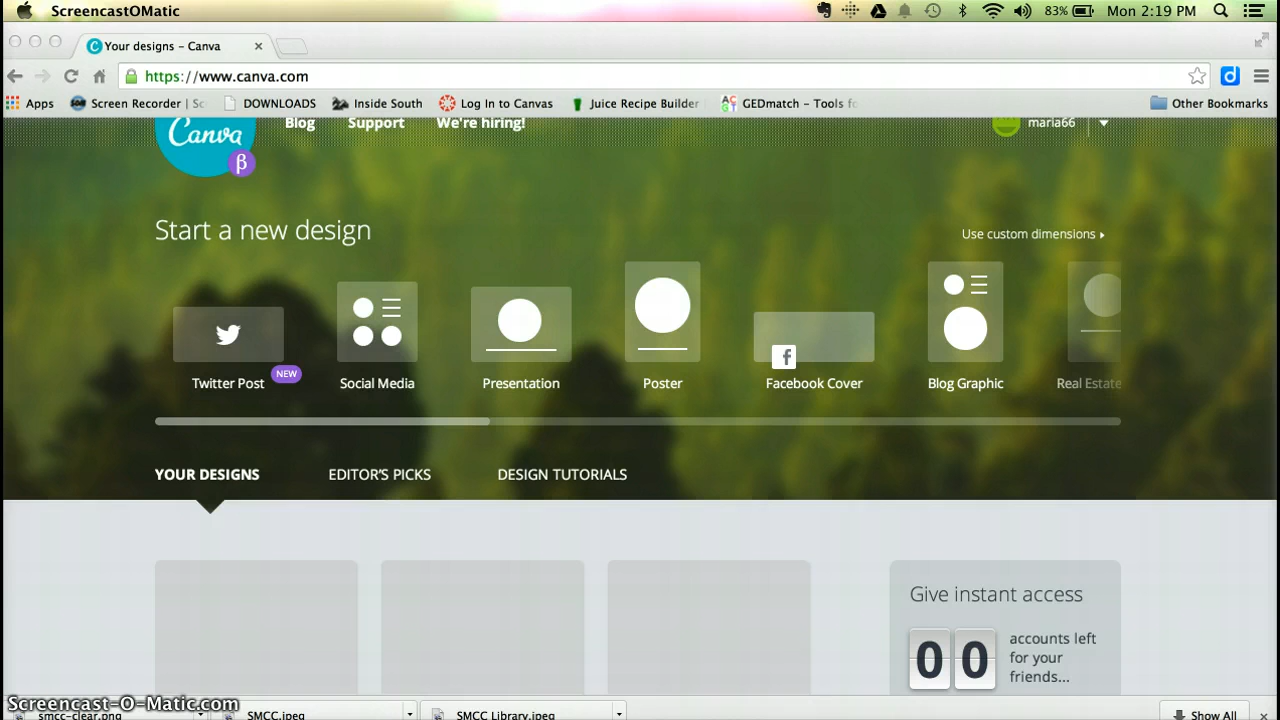 ScreencastOMatic
83%
Mon 2:19 PM
Your designs – Canva
https://www.canva.com
Apps
Screen Recorder | Sc
DOWNLOADS
Inside South
Log In to Canvas
Juice Recipe Builder
GEDmatch - Tools fo
Other Bookmarks
Canva
β
Blog
Support
We're hiring!
maria66
Start a new design
Use custom dimensions
Twitter Post
NEW
Social Media
Presentation
Poster
Facebook Cover
Blog Graphic
Real Estate
YOUR DESIGNS
EDITOR'S PICKS
DESIGN TUTORIALS
Give instant access
00
accounts left
for your
friends...
Screencast-O-Matic.com
smcc-clear.png
SMCC.jpeg
SMCC Library.jpeg
Show All